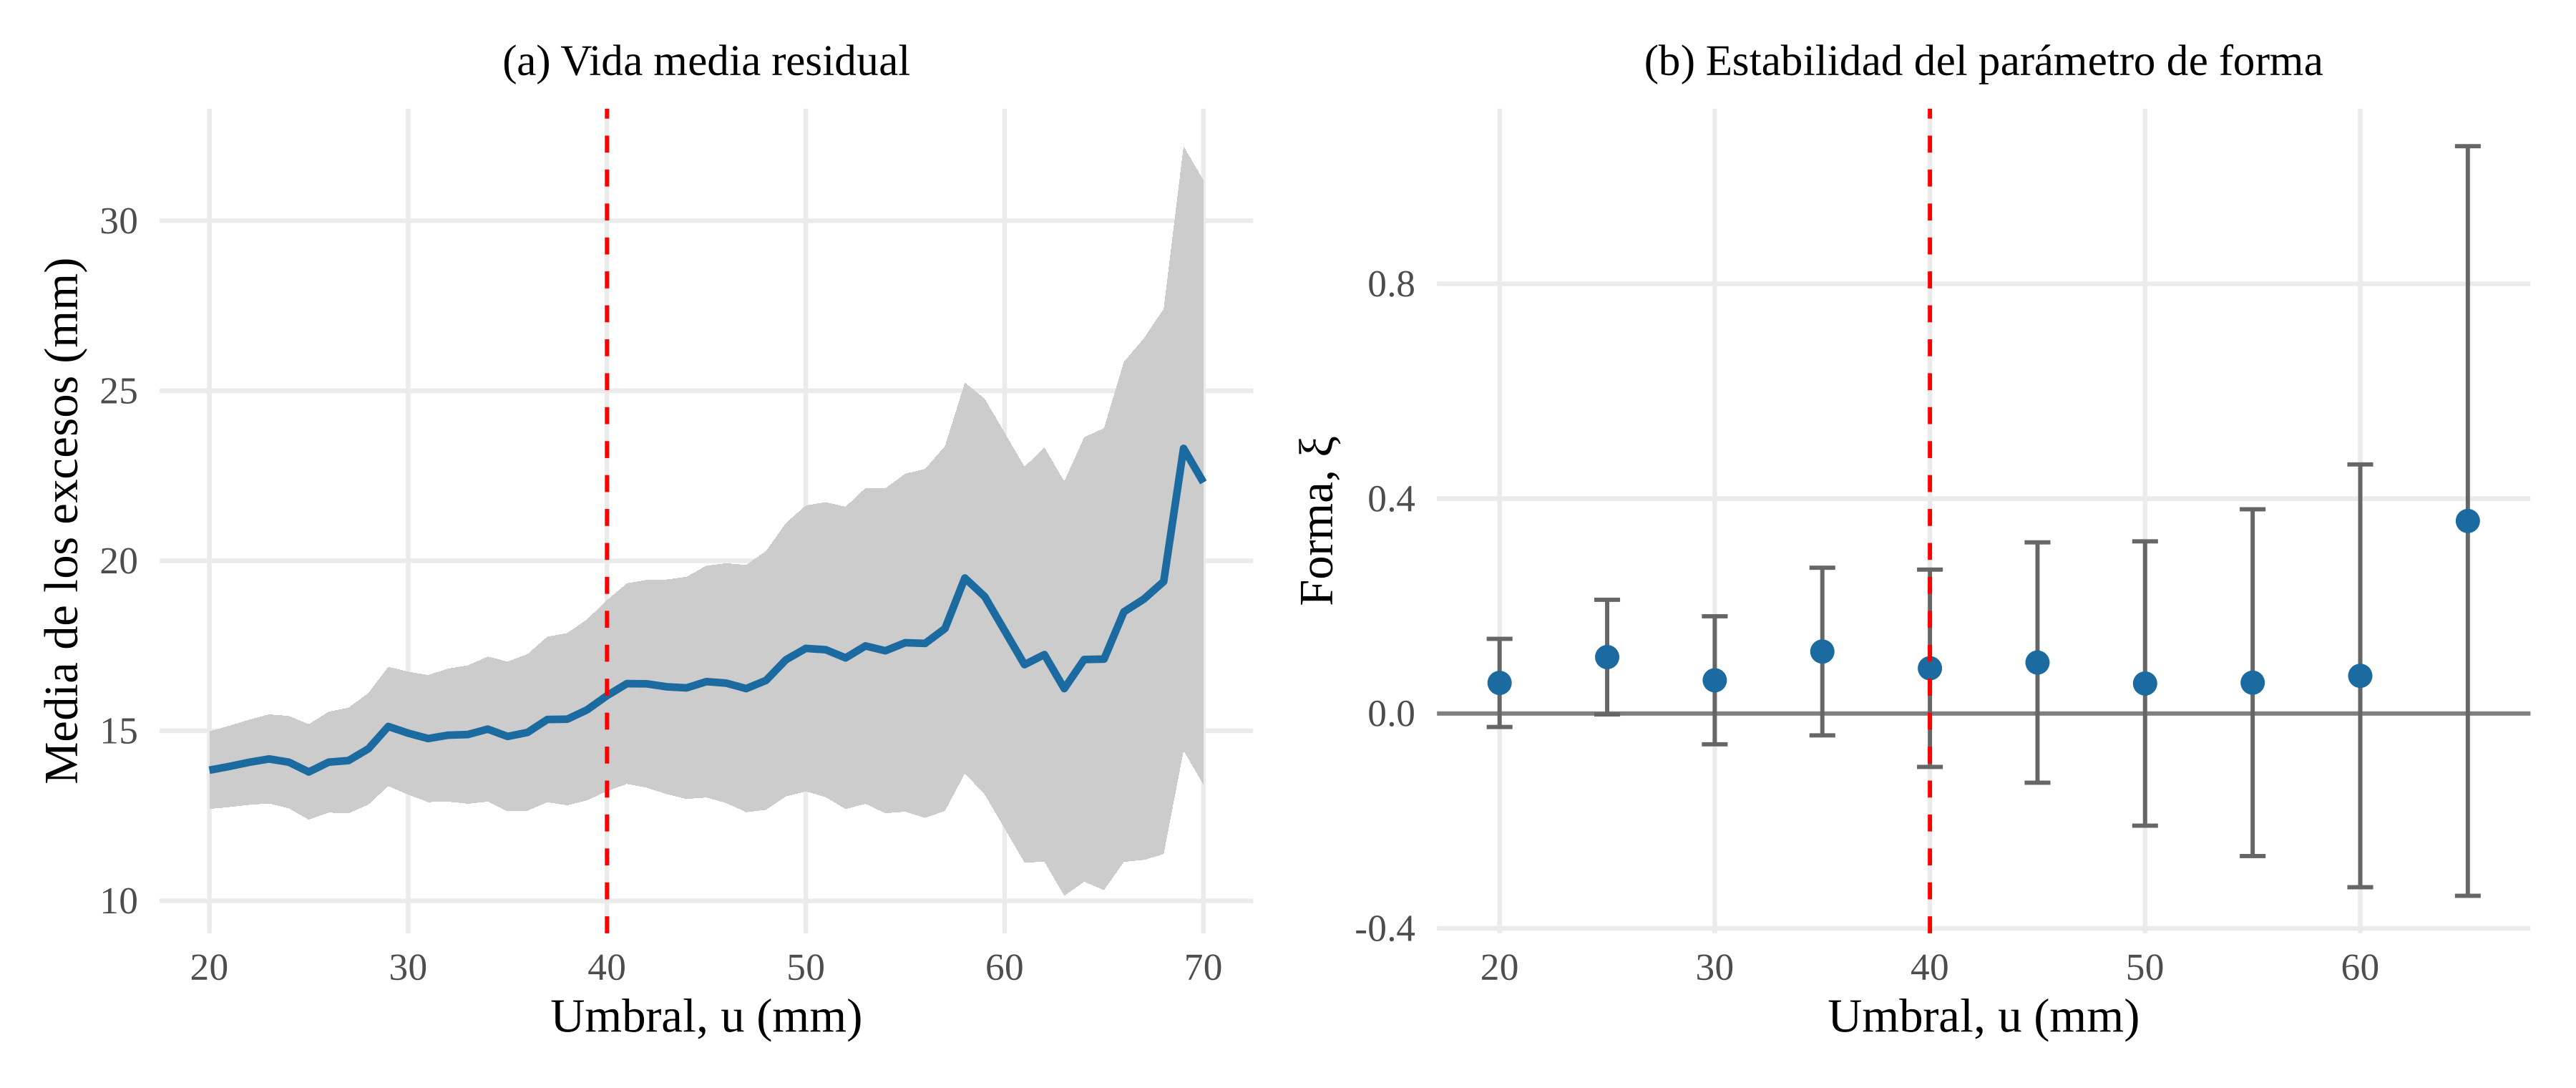 (a) Vida media residual
Media de los excesos (mm)
30
25
20
15
10
20 30 40 50 60 70
Umbral, u (mm)
(b) Estabilidad del parámetro de forma
Forma, ξ
0.8
0.4
0.0
-0.4
20 30 40 50 60
Umbral, u (mm)